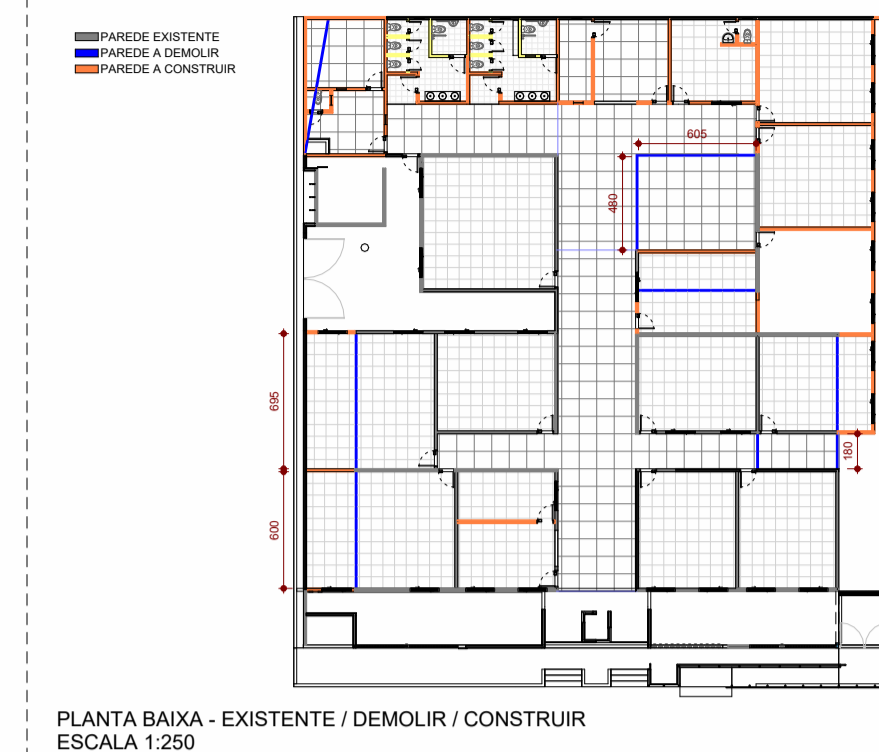 PAREDE EXISTENTE
PAREDE A DEMOLIR
PAREDE A CONSTRUIR
605
480
695
180
600
PLANTA BAIXA - EXISTENTE / DEMOLIR / CONSTRUIR
ESCALA 1:250